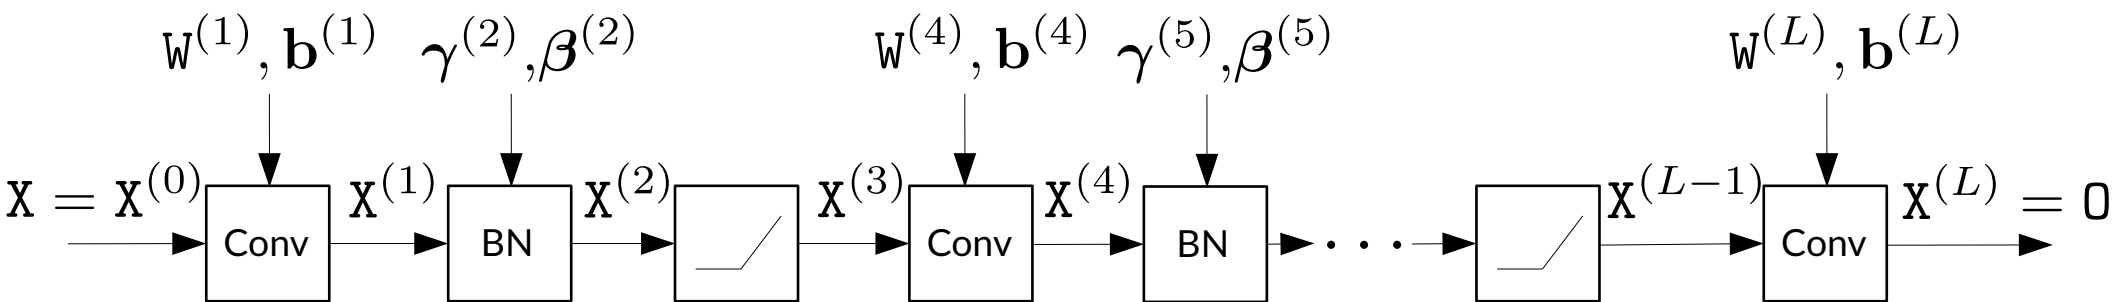 W^(1), b^(1) γ^(2), β^(2) W^(4), b^(4) γ^(5), β^(5) W^(L), b^(L)
X = X^(0) X^(1) X^(2) X^(3) X^(4) X^(L−1) X^(L) = O
Conv BN Conv BN · · · Conv